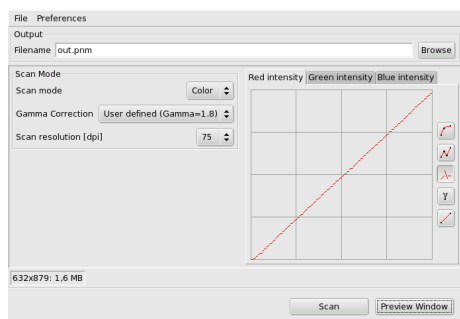 File Preferences
Output
Filename out.pnm Browse
Scan Mode
Scan mode Color
Gamma Correction User defined (Gamma=1.8)
Scan resolution [dpi] 75
Red intensity Green intensity Blue intensity
γ
632x879: 1,6 MB
Scan Preview Window